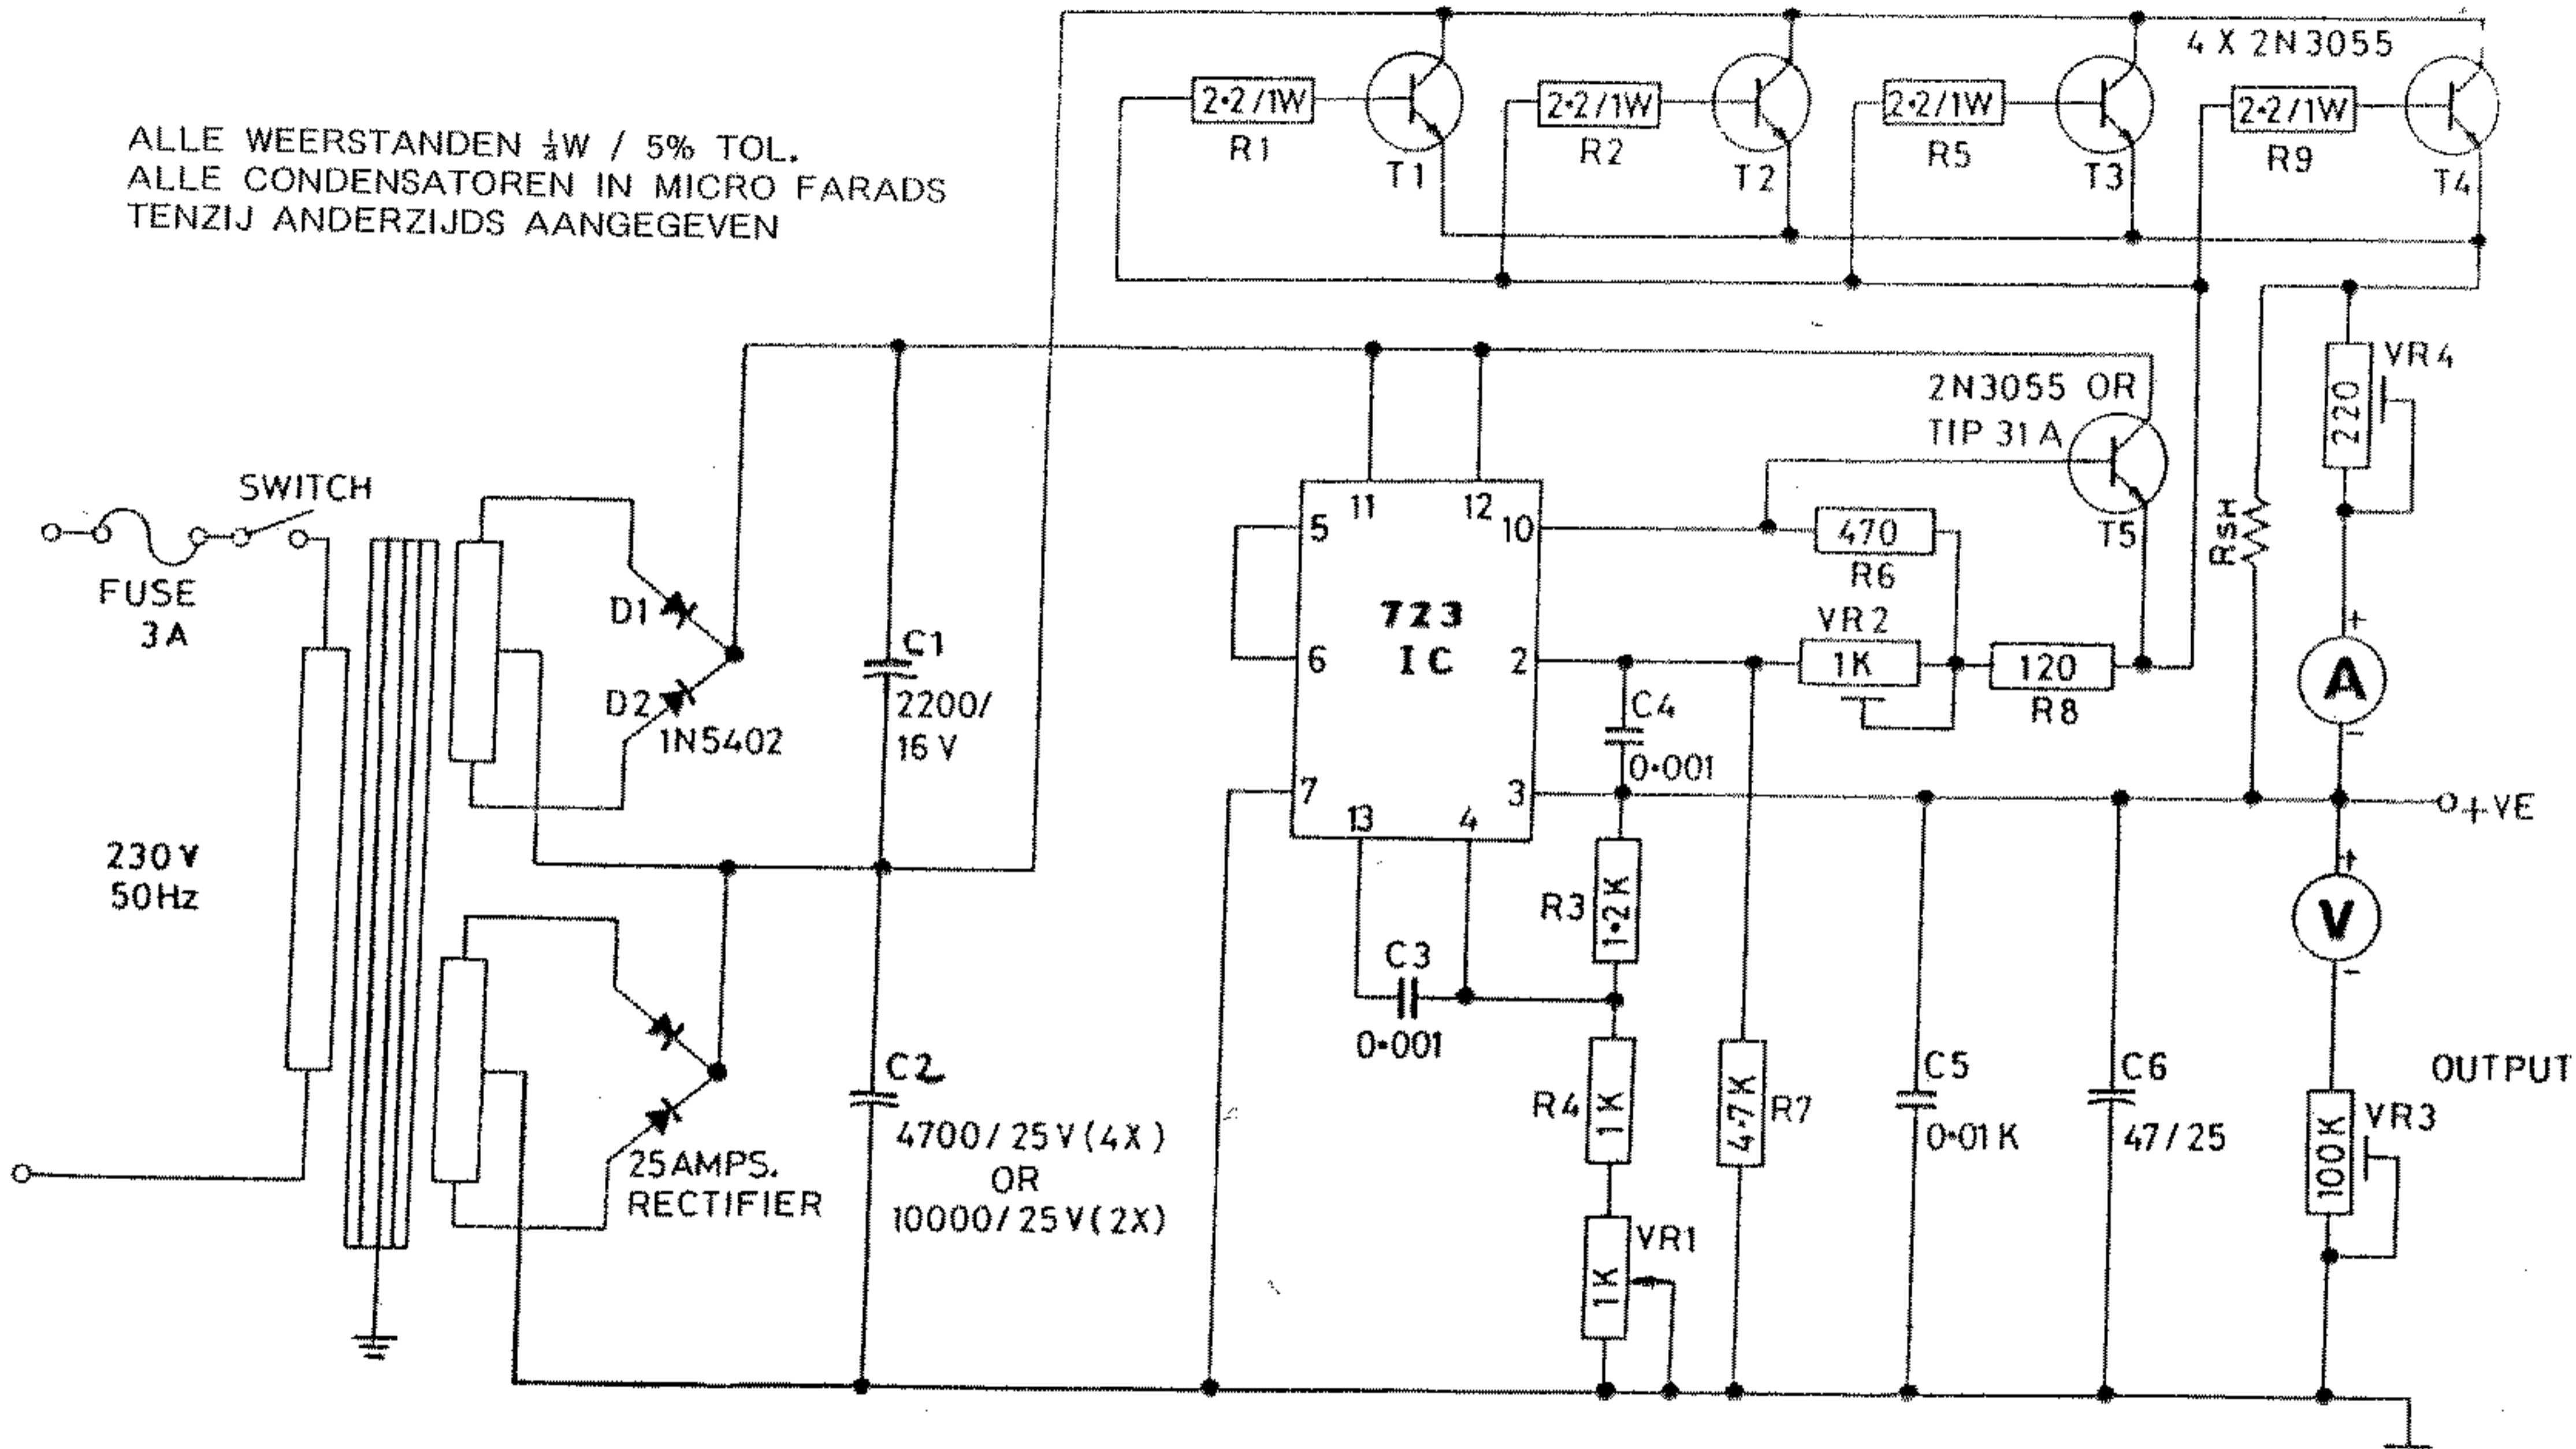 ALLE WEERSTANDEN ¼W / 5% TOL.
ALLE CONDENSATOREN IN MICRO FARADS
TENZIJ ANDERZIJDS AANGEGEVEN
4 X 2N3055
2•2/1W
R1
T1
2•2/1W
R2
T2
2•2/1W
R5
T3
2•2/1W
R9
T4
SWITCH
FUSE
3A
230V
50Hz
D1
D2
1N5402
C1
2200/
16V
25AMPS.
RECTIFIER
C2
4700/25V(4X)
OR
10000/25V(2X)
723
IC
5
6
7
11
12
10
2
3
13
4
2N3055 OR
TIP 31A
T5
470
R6
VR2
1K
120
R8
C4
0•001
R3
1•2K
C3
0•001
R4
1K
VR1
1K
4•7K
R7
C5
0•01K
C6
47/25
RSH
VR4
220
+
A
-
+VE
+
V
-
100K
VR3
OUTPUT